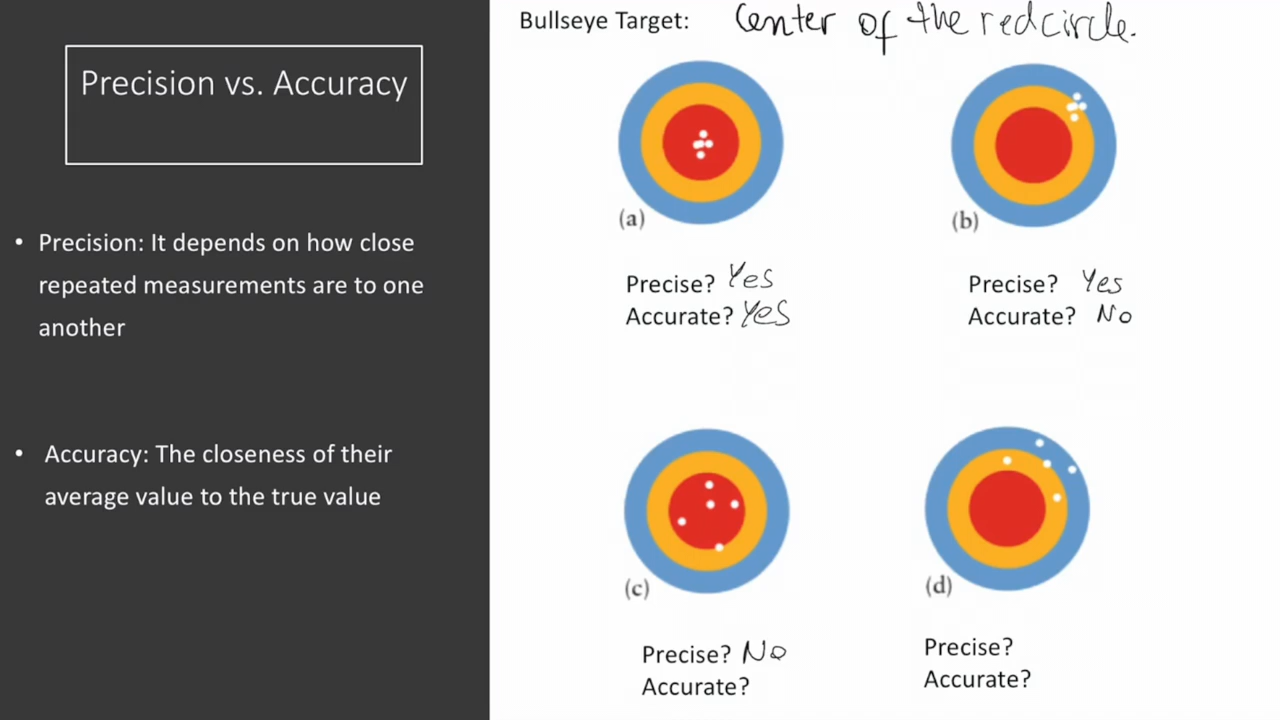 Precision vs. Accuracy
• Precision: It depends on how close
repeated measurements are to one
another
• Accuracy: The closeness of their
average value to the true value
Bullseye Target: Center of the red circle.
(a)
(b)
Precise? Yes
Accurate? Yes
Precise? Yes
Accurate? No
(c)
(d)
Precise? No
Accurate?
Precise?
Accurate?